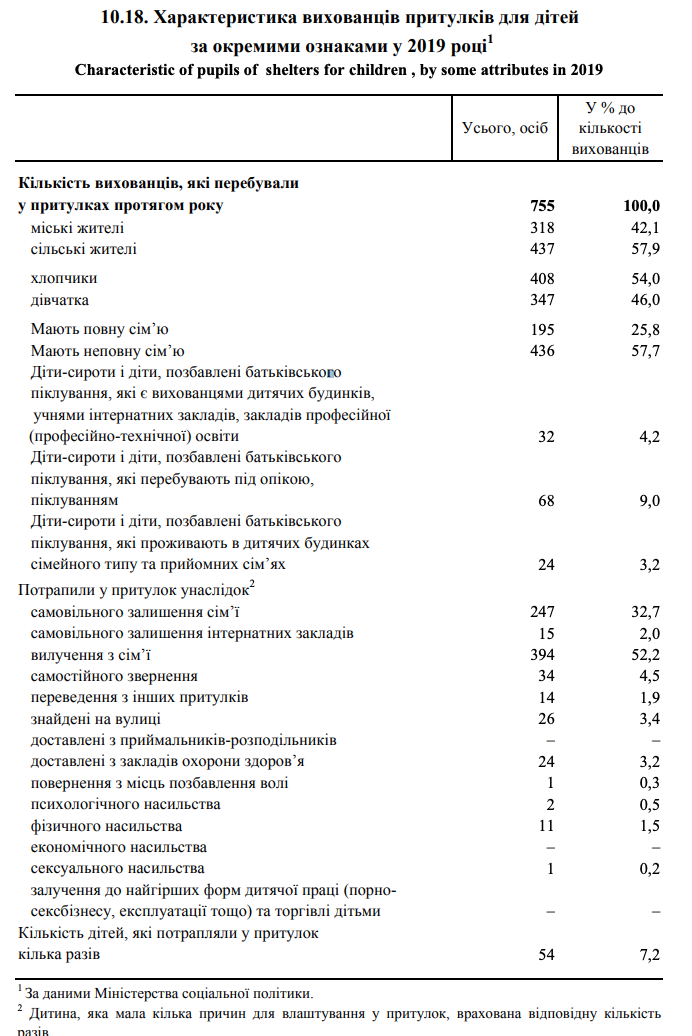 10.18. Характеристика вихованців притулків для дітей
за окремими ознаками у 2019 році1
Characteristic of pupils of shelters for children , by some attributes in 2019
Усього, осіб
У % до
кількості
вихованців
Кількість вихованців, які перебували
у притулках протягом року 755 100,0
міські жителі 318 42,1
сільські жителі 437 57,9
хлопчики 408 54,0
дівчатка 347 46,0
Мають повну сім’ю 195 25,8
Мають неповну сім’ю 436 57,7
Діти-сироти і діти, позбавлені батьківського
піклування, які є вихованцями дитячих будинків,
учнями інтернатних закладів, закладів професійної
(професійно-технічної) освіти 32 4,2
Діти-сироти і діти, позбавлені батьківського
піклування, які перебувають під опікою,
піклуванням 68 9,0
Діти-сироти і діти, позбавлені батьківського
піклування, які проживають в дитячих будинках
сімейного типу та прийомних сім’ях 24 3,2
Потрапили у притулок унаслідок2
самовільного залишення сім’ї 247 32,7
самовільного залишення інтернатних закладів 15 2,0
вилучення з сім’ї 394 52,2
самостійного звернення 34 4,5
переведення з інших притулків 14 1,9
знайдені на вулиці 26 3,4
доставлені з приймальників-розподільників – –
доставлені з закладів охорони здоров’я 24 3,2
повернення з місць позбавлення волі 1 0,3
психологічного насильства 2 0,5
фізичного насильства 11 1,5
економічного насильства – –
сексуального насильства 1 0,2
залучення до найгірших форм дитячої праці (порно-
сексбізнесу, експлуатації тощо) та торгівлі дітьми – –
Кількість дітей, які потрапляли у притулок
кілька разів 54 7,2
1 За даними Міністерства соціальної політики.
2 Дитина, яка мала кілька причин для влаштування у притулок, врахована відповідну кількість
разів.